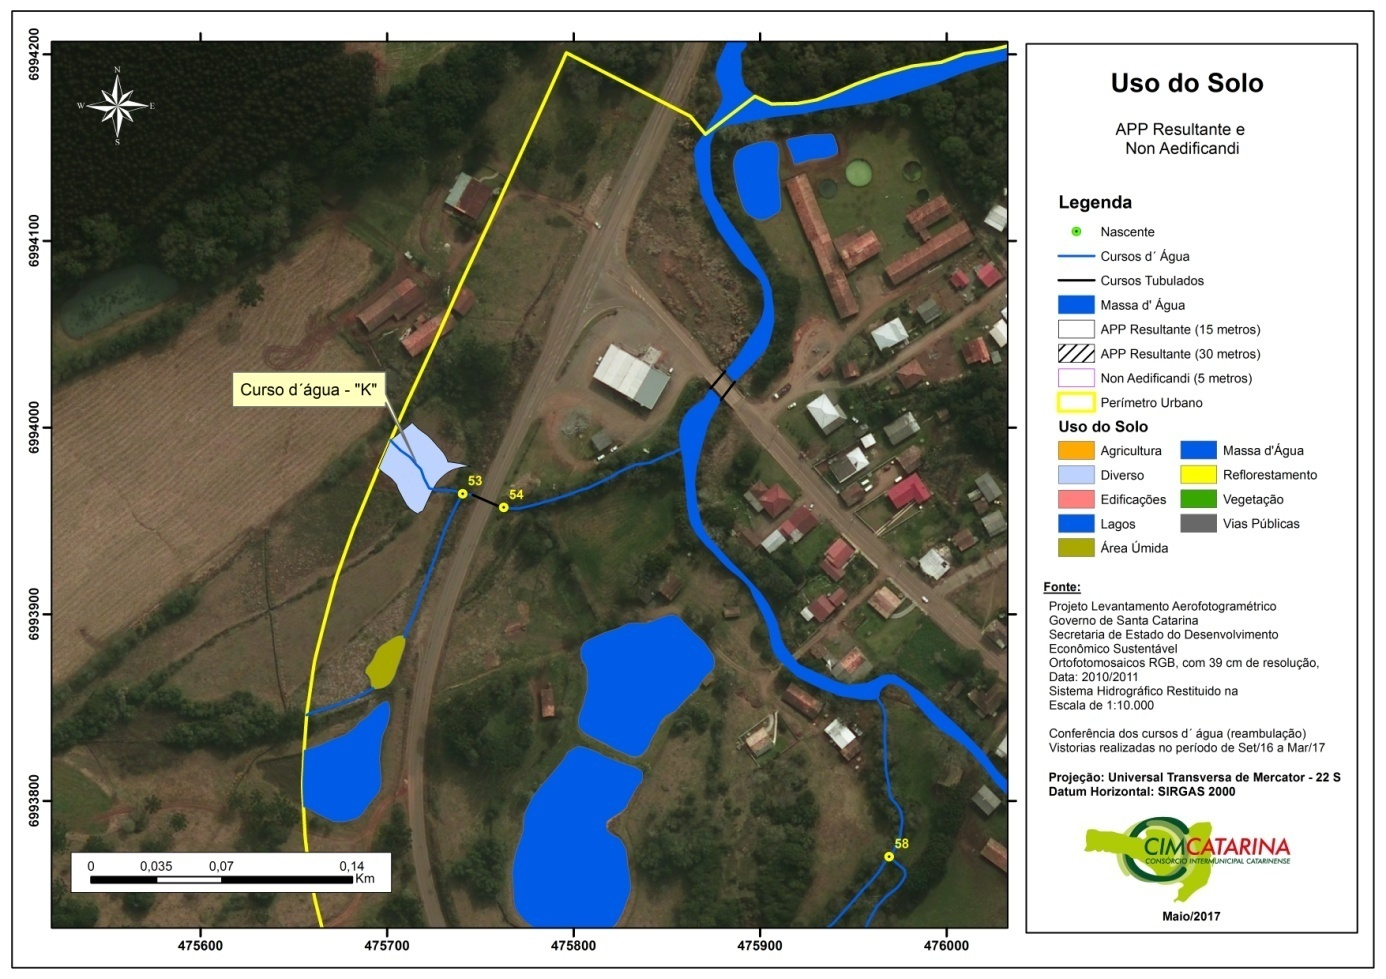 6994200
6994100
6994000
6993900
6993800
N
W
E
S
Curso d´água - "K"
53
54
58
0
0,035
0,07
0,14
Km
475600
475700
475800
475900
476000
Uso do Solo
APP Resultante e
Non Aedificandi
Legenda
Nascente
Cursos d´ Água
Cursos Tubulados
Massa d' Água
APP Resultante (15 metros)
APP Resultante (30 metros)
Non Aedificandi (5 metros)
Perímetro Urbano
Uso do Solo
Agricultura
Diverso
Edificações
Lagos
Área Úmida
Massa d'Água
Reflorestamento
Vegetação
Vias Públicas
Fonte:
Projeto Levantamento Aerofotogramétrico
Governo de Santa Catarina
Secretaria de Estado do Desenvolvimento
Econômico Sustentável
Ortofotomosaicos RGB, com 39 cm de resolução,
Data: 2010/2011
Sistema Hidrográfico Restituido na
Escala de 1:10.000
Conferência dos cursos d´ água (reambulação)
Vistorias realizadas no período de Set/16 a Mar/17
Projeção: Universal Transversa de Mercator - 22 S
Datum Horizontal: SIRGAS 2000
CIMCATARINA
CONSÓRCIO INTERMUNICIPAL CATARINENSE
Maio/2017